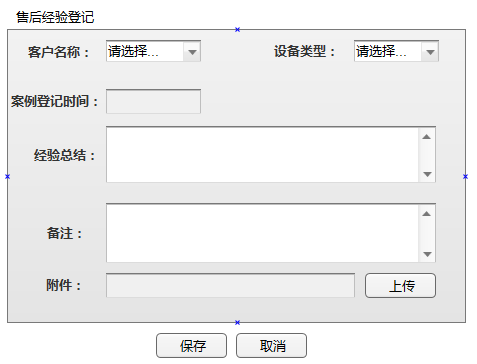 售后经验登记
客户名称： 请选择... 设备类型： 请选择...
案例登记时间：
经验总结：
备注：
附件： 上传
保存 取消